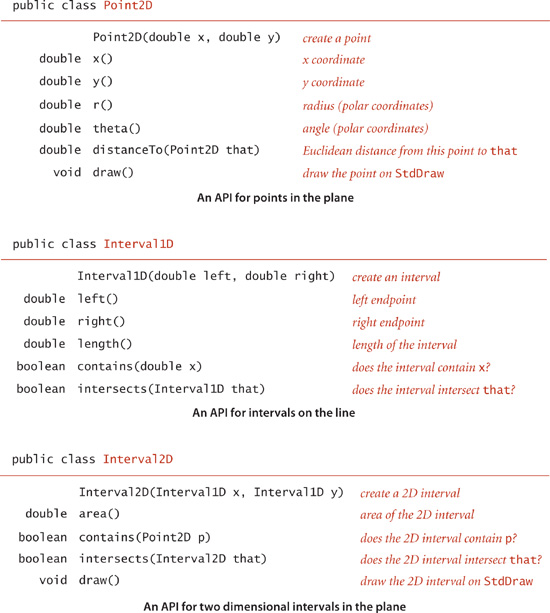 public class Point2D
Point2D(double x, double y) create a point
double x() x coordinate
double y() y coordinate
double r() radius (polar coordinates)
double theta() angle (polar coordinates)
double distanceTo(Point2D that) Euclidean distance from this point to that
void draw() draw the point on StdDraw
An API for points in the plane
public class Interval1D
Interval1D(double left, double right) create an interval
double left() left endpoint
double right() right endpoint
double length() length of the interval
boolean contains(double x) does the interval contain x?
boolean intersects(Interval1D that) does the interval intersect that?
An API for intervals on the line
public class Interval2D
Interval2D(Interval1D x, Interval1D y) create a 2D interval
double area() area of the 2D interval
boolean contains(Point2D p) does the 2D interval contain p?
boolean intersects(Interval2D that) does the 2D interval intersect that?
void draw() draw the 2D interval on StdDraw
An API for two dimensional intervals in the plane